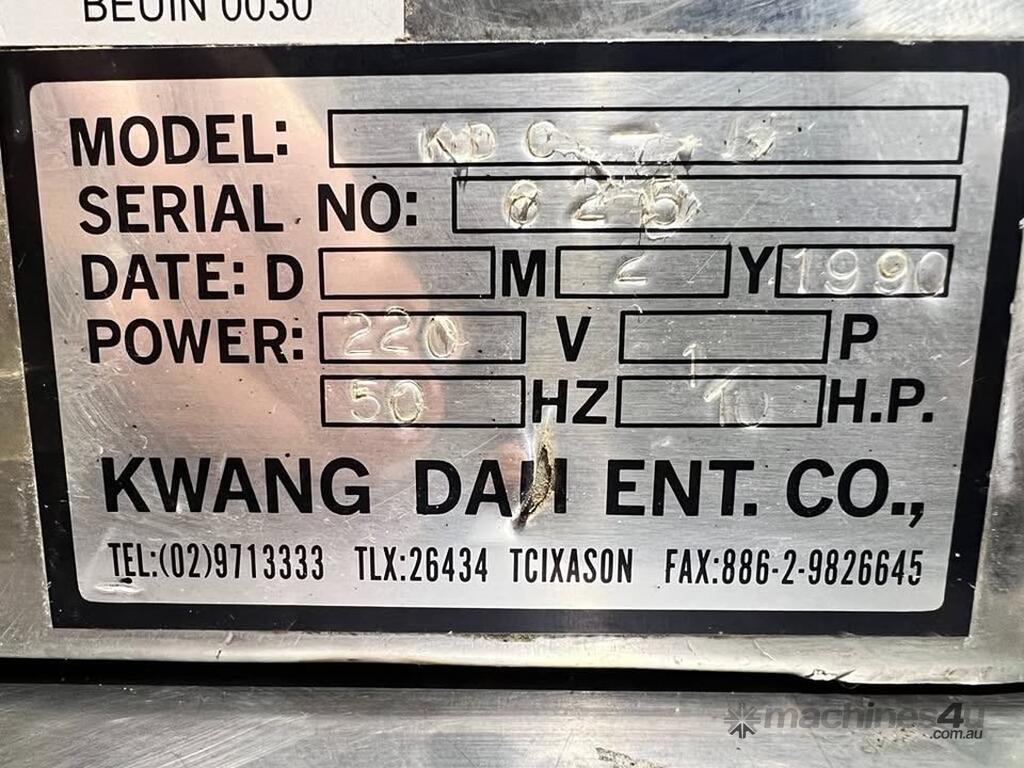 BEUIN 0030
MODEL:
SERIAL NO:
DATE: D M 2 Y 1990
POWER: 220 V P
50 HZ 1/10 H.P.
KWANG DAH ENT. CO.,
TEL:(02)9713333 TLX:26434 TCIXASON FAX:886-2-9826645
machines4u
.com.au